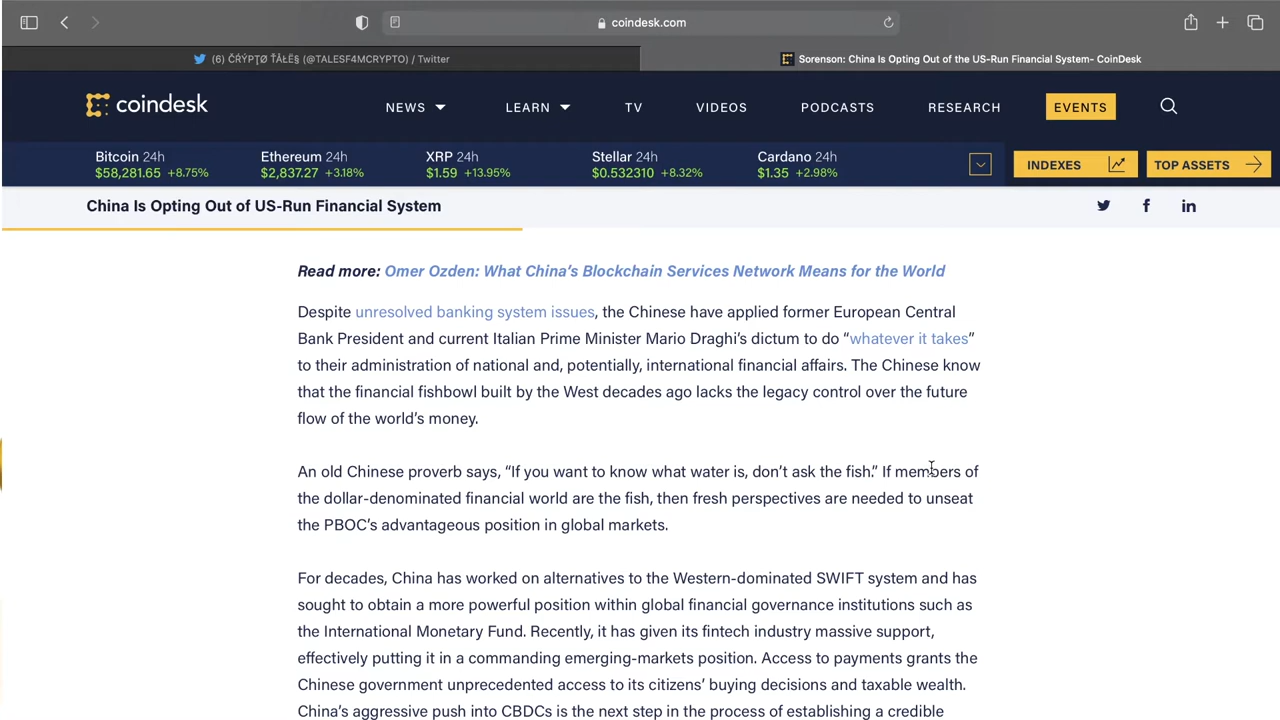 coindesk.com
(6) ČŔÝPŢØ ŤÅŁË§ (@TALESF4MCRYPTO) / Twitter
Sorenson: China Is Opting Out of the US-Run Financial System- CoinDesk
coindesk
NEWS LEARN TV VIDEOS PODCASTS RESEARCH EVENTS
Bitcoin 24h Ethereum 24h XRP 24h Stellar 24h Cardano 24h
$58,281.65 +8.75% $2,837.27 +3.18% $1.59 +13.95% $0.532310 +8.32% $1.35 +2.98%
INDEXES TOP ASSETS
China Is Opting Out of US-Run Financial System
Read more: Omer Ozden: What China's Blockchain Services Network Means for the World
Despite unresolved banking system issues, the Chinese have applied former European Central
Bank President and current Italian Prime Minister Mario Draghi's dictum to do “whatever it takes”
to their administration of national and, potentially, international financial affairs. The Chinese know
that the financial fishbowl built by the West decades ago lacks the legacy control over the future
flow of the world's money.
An old Chinese proverb says, “If you want to know what water is, don't ask the fish.” If members of
the dollar-denominated financial world are the fish, then fresh perspectives are needed to unseat
the PBOC's advantageous position in global markets.
For decades, China has worked on alternatives to the Western-dominated SWIFT system and has
sought to obtain a more powerful position within global financial governance institutions such as
the International Monetary Fund. Recently, it has given its fintech industry massive support,
effectively putting it in a commanding emerging-markets position. Access to payments grants the
Chinese government unprecedented access to its citizens' buying decisions and taxable wealth.
China's aggressive push into CBDCs is the next step in the process of establishing a credible